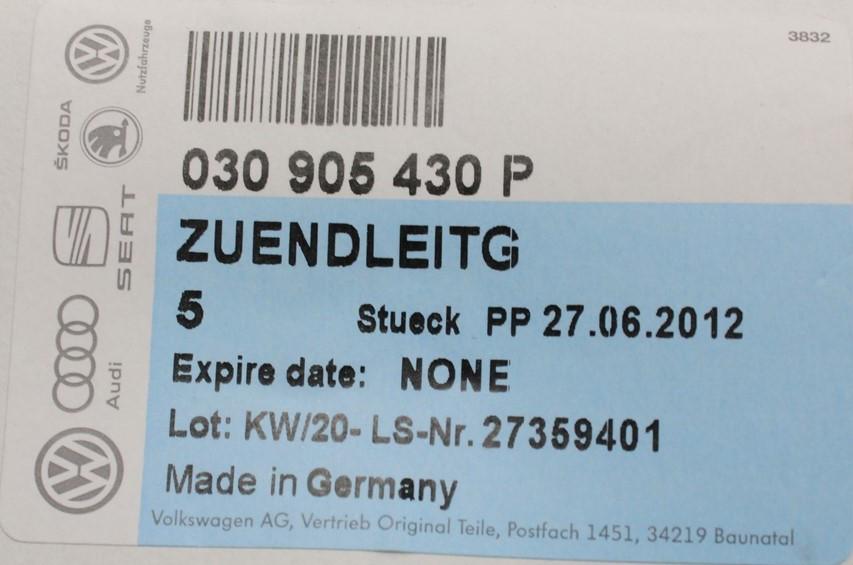 3832
Nutzfahrzeuge
ŠKODA
SEAT
Audi
030 905 430 P
ZUENDLEITG
5 Stueck PP 27.06.2012
Expire date: NONE
Lot: KW/20- LS-Nr. 27359401
Made in Germany
Volkswagen AG, Vertrieb Original Teile, Postfach 1451, 34219 Baunatal